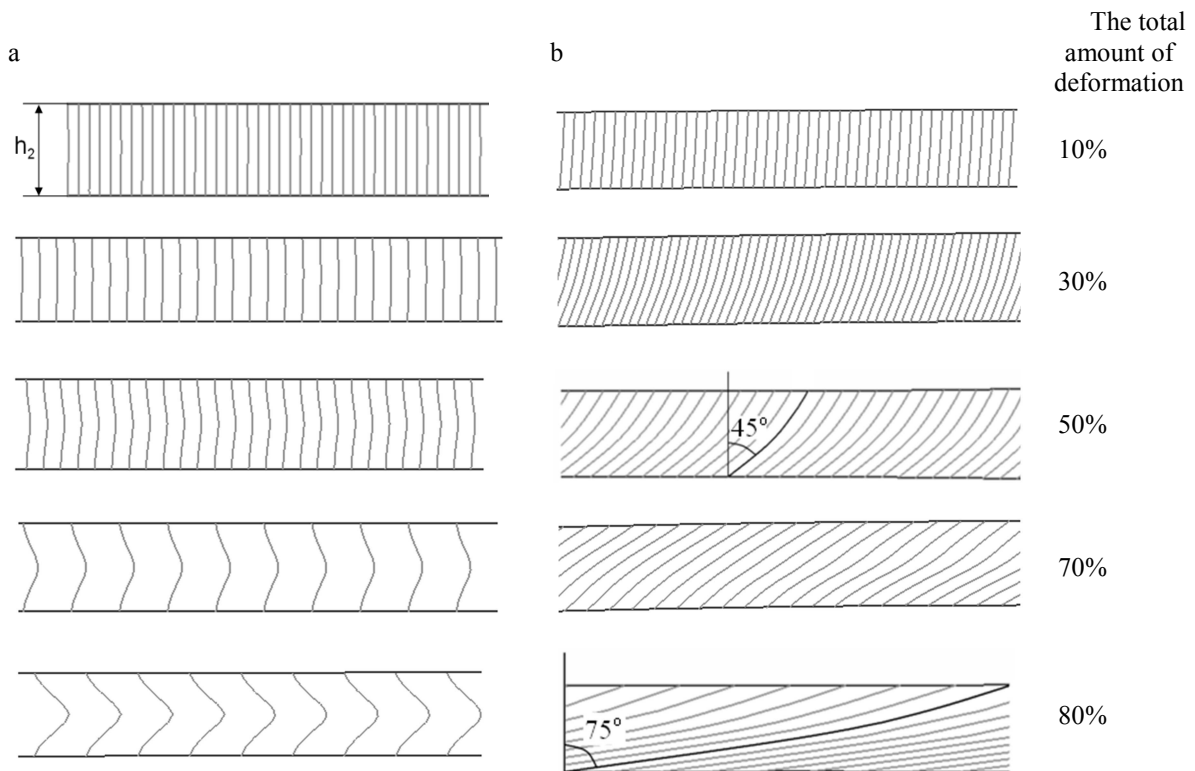 a
b
The total
amount of
deformation
h₂
10%
30%
45°
50%
70%
75°
80%